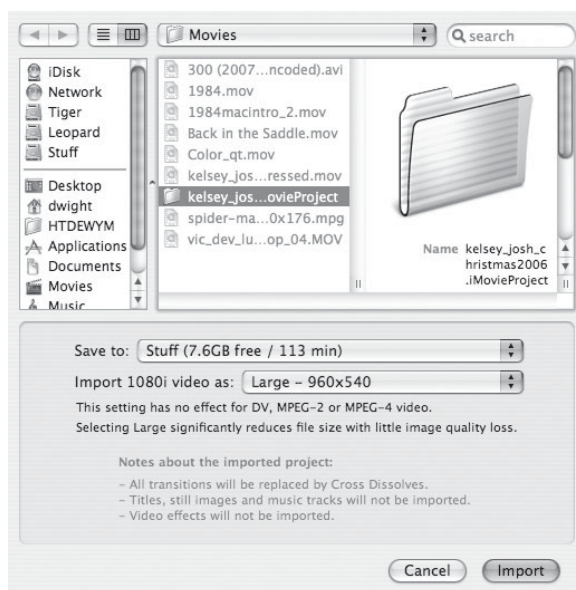 Movies
search
iDisk
Network
Tiger
Leopard
Stuff
Desktop
dwight
HTDEWYM
Applications
Documents
Movies
Music
300 (2007...ncoded).avi
1984.mov
1984macintro_2.mov
Back in the Saddle.mov
Color_qt.mov
kelsey_jos...ressed.mov
kelsey_jos...ovieProject
spider-ma...0x176.mpg
vic_dev_lu...op_04.MOV
Name kelsey_josh_c
hristmas2006
.iMovieProject
Save to: Stuff (7.6GB free / 113 min)
Import 1080i video as: Large – 960x540
This setting has no effect for DV, MPEG-2 or MPEG-4 video.
Selecting Large significantly reduces file size with little image quality loss.
Notes about the imported project:
– All transitions will be replaced by Cross Dissolves.
– Titles, still images and music tracks will not be imported.
– Video effects will not be imported.
Cancel
Import